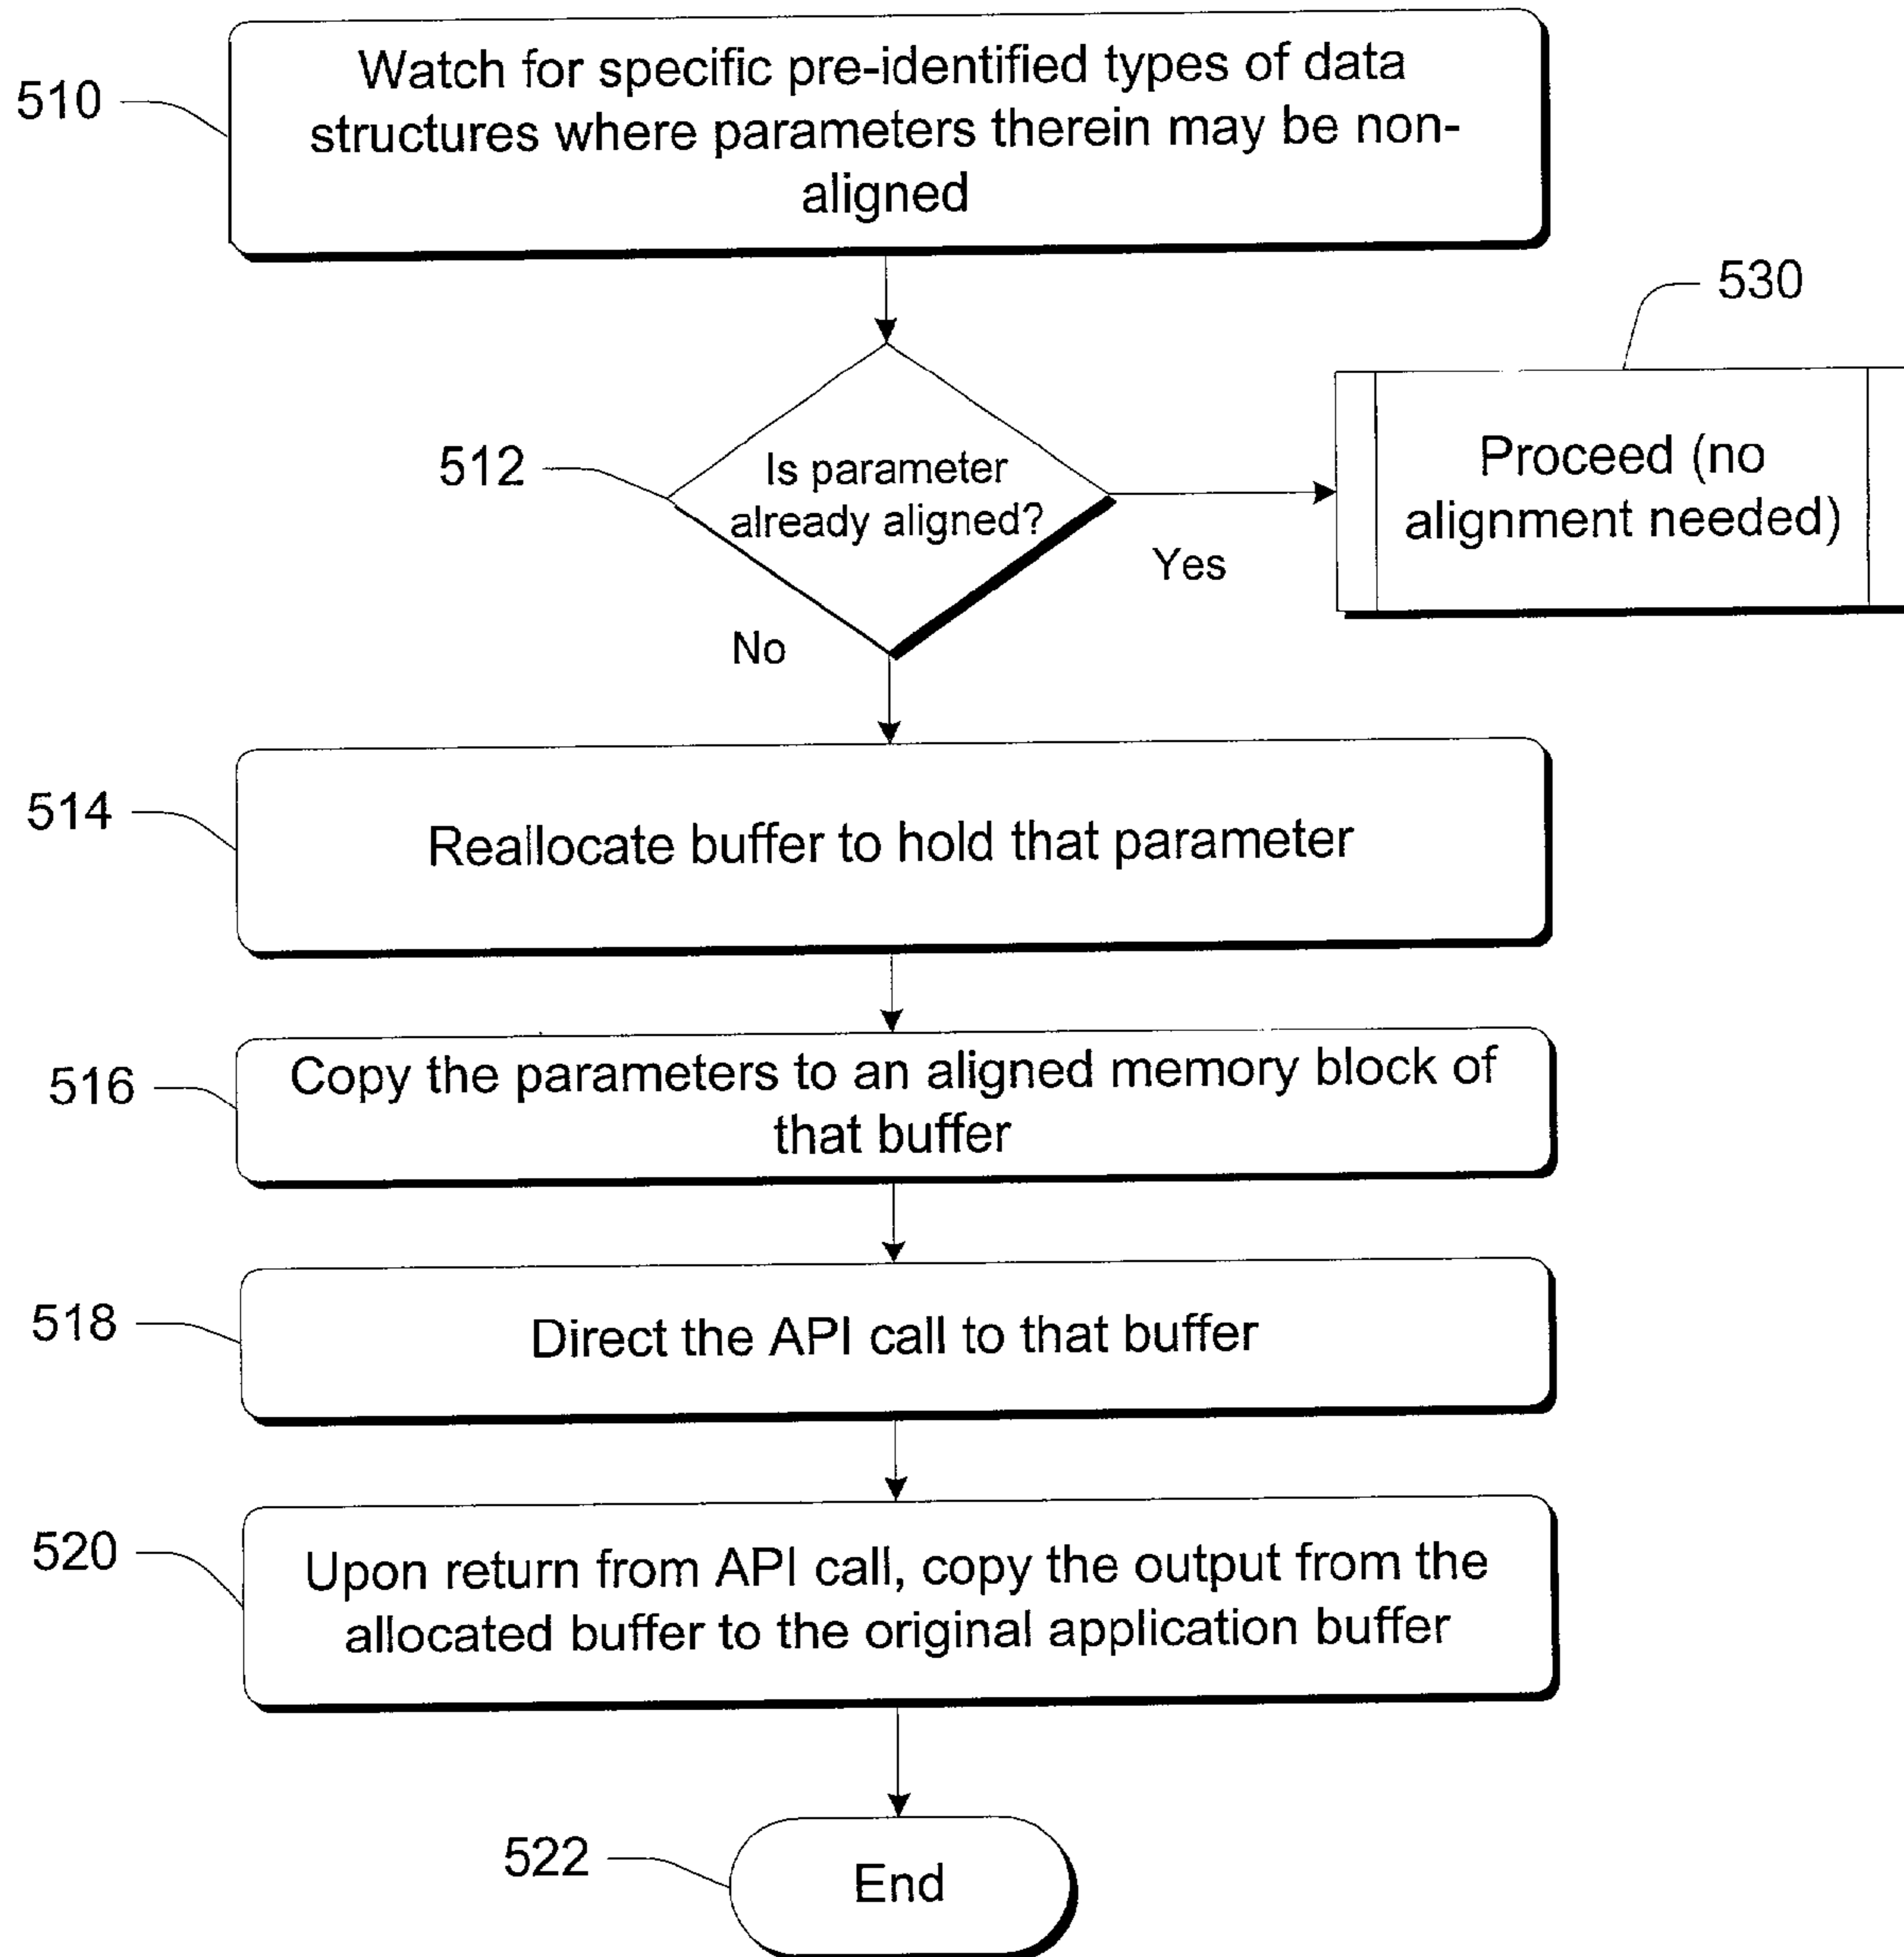 510
Watch for specific pre-identified types of data
structures where parameters therein may be non-
aligned
530
512
Is parameter
already aligned?
Proceed (no
alignment needed)
Yes
No
514
Reallocate buffer to hold that parameter
516
Copy the parameters to an aligned memory block of
that buffer
518
Direct the API call to that buffer
520
Upon return from API call, copy the output from the
allocated buffer to the original application buffer
522
End